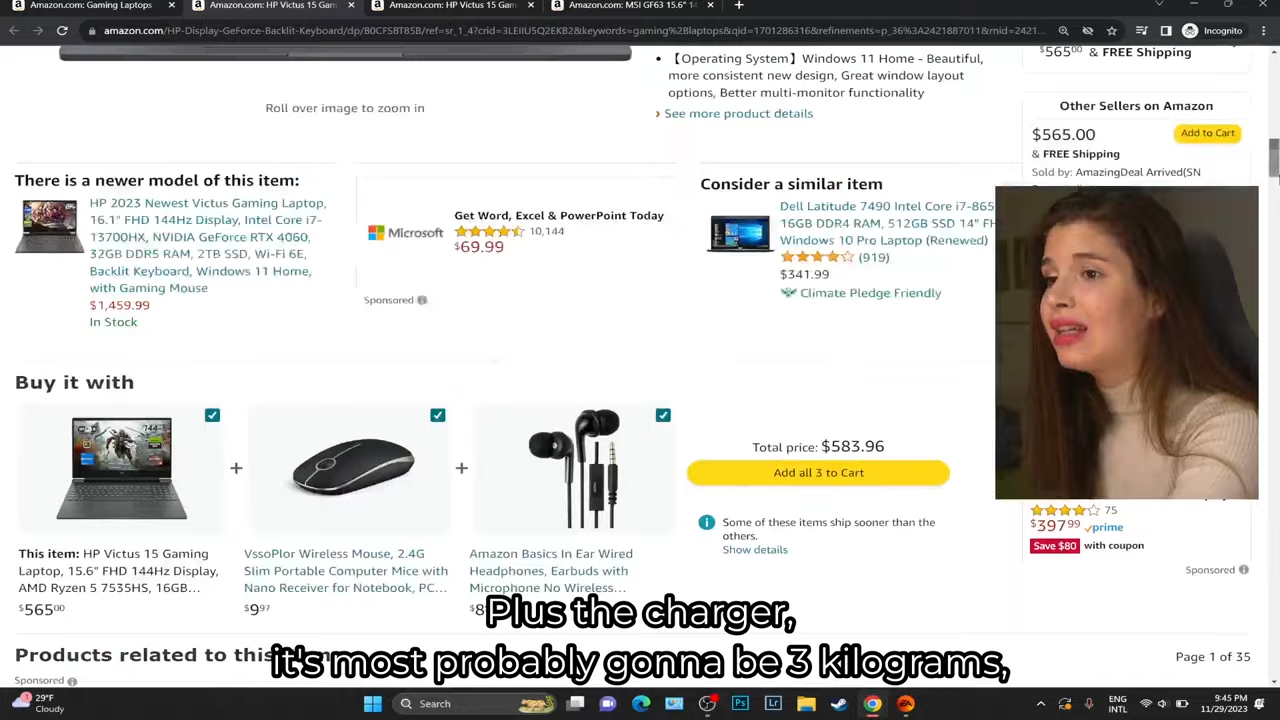 Amazon.com: Gaming Laptops
Amazon.com: HP Victus 15 Gam
Amazon.com: HP Victus 15 Gam
Amazon.com: MSI GF63 15.6" 14
amazon.com/HP-Display-GeForce-Backlit-Keyboard/dp/B0CFSBT85B/ref=sr_1_4?crid=3LEIIU5Q2EKB2&keywords=gaming%2Blaptops&qid=1701286316&refinements=p_36%3A2421887011&rnid=2421...
Incognito
【Operating System】Windows 11 Home - Beautiful,
more consistent new design, Great window layout
options, Better multi-monitor functionality
› See more product details
Roll over image to zoom in
$565⁰⁰ & FREE Shipping
Other Sellers on Amazon
$565.00
Add to Cart
& FREE Shipping
Sold by: AmazingDeal Arrived(SN
There is a newer model of this item:
HP 2023 Newest Victus Gaming Laptop,
16.1" FHD 144Hz Display, Intel Core i7-
13700HX, NVIDIA GeForce RTX 4060,
32GB DDR5 RAM, 2TB SSD, Wi-Fi 6E,
Backlit Keyboard, Windows 11 Home,
with Gaming Mouse
$1,459.99
In Stock
Microsoft
Get Word, Excel & PowerPoint Today
10,144
$69.99
Sponsored
Consider a similar item
Dell Latitude 7490 Intel Core i7-865
16GB DDR4 RAM, 512GB SSD 14" FH
Windows 10 Pro Laptop (Renewed)
(919)
$341.99
Climate Pledge Friendly
Buy it with
Total price: $583.96
Add all 3 to Cart
Some of these items ship sooner than the
others.
Show details
75
$397⁹⁹ prime
Save $80 with coupon
Sponsored
This item: HP Victus 15 Gaming
Laptop, 15.6" FHD 144Hz Display,
AMD Ryzen 5 7535HS, 16GB...
$565⁰⁰
VssoPlor Wireless Mouse, 2.4G
Slim Portable Computer Mice with
Nano Receiver for Notebook, PC...
$9⁹⁷
Amazon Basics In Ear Wired
Headphones, Earbuds with
Microphone No Wireless...
Plus the charger,
it's most probably gonna be 3 kilograms,
Products related to this
Page 1 of 35
Sponsored
29°F
Cloudy
Search
Ps
Lr
EA
ENG
INTL
9:45 PM
11/29/2023